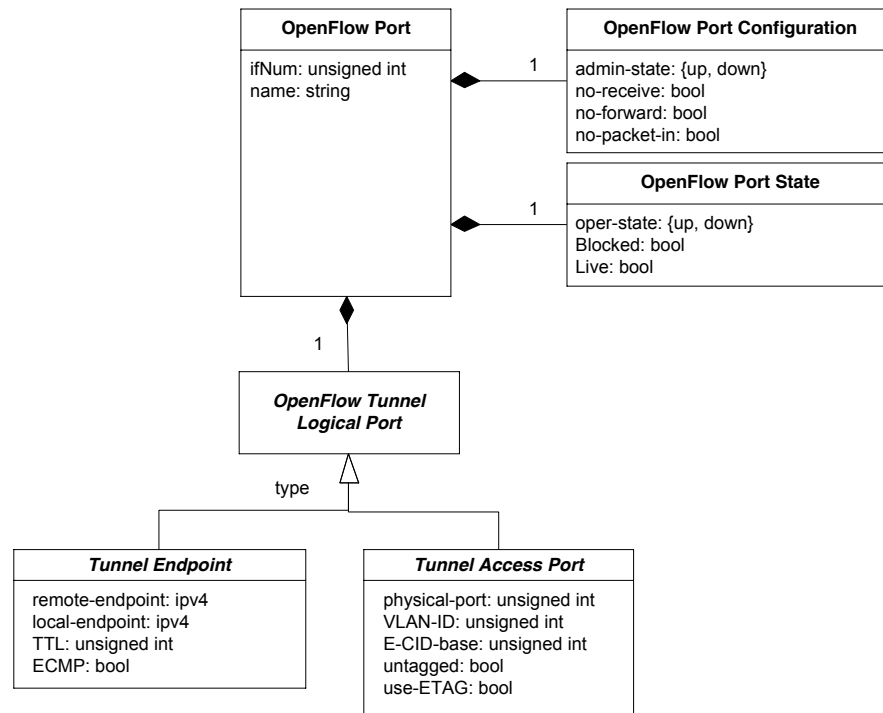 OpenFlow Port
ifNum: unsigned int
name: string
1
OpenFlow Port Configuration
admin-state: {up, down}
no-receive: bool
no-forward: bool
no-packet-in: bool
1
OpenFlow Port State
oper-state: {up, down}
Blocked: bool
Live: bool
1
OpenFlow Tunnel
Logical Port
type
Tunnel Endpoint
remote-endpoint: ipv4
local-endpoint: ipv4
TTL: unsigned int
ECMP: bool
Tunnel Access Port
physical-port: unsigned int
VLAN-ID: unsigned int
E-CID-base: unsigned int
untagged: bool
use-ETAG: bool